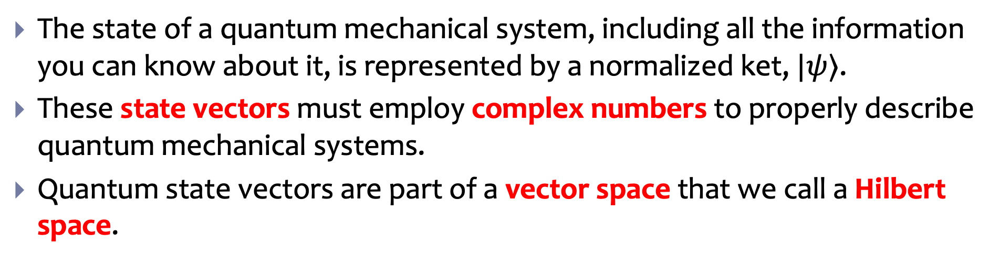 The state of a quantum mechanical system, including all the information
you can know about it, is represented by a normalized ket, |ψ⟩.
These state vectors must employ complex numbers to properly describe
quantum mechanical systems.
Quantum state vectors are part of a vector space that we call a Hilbert
space.